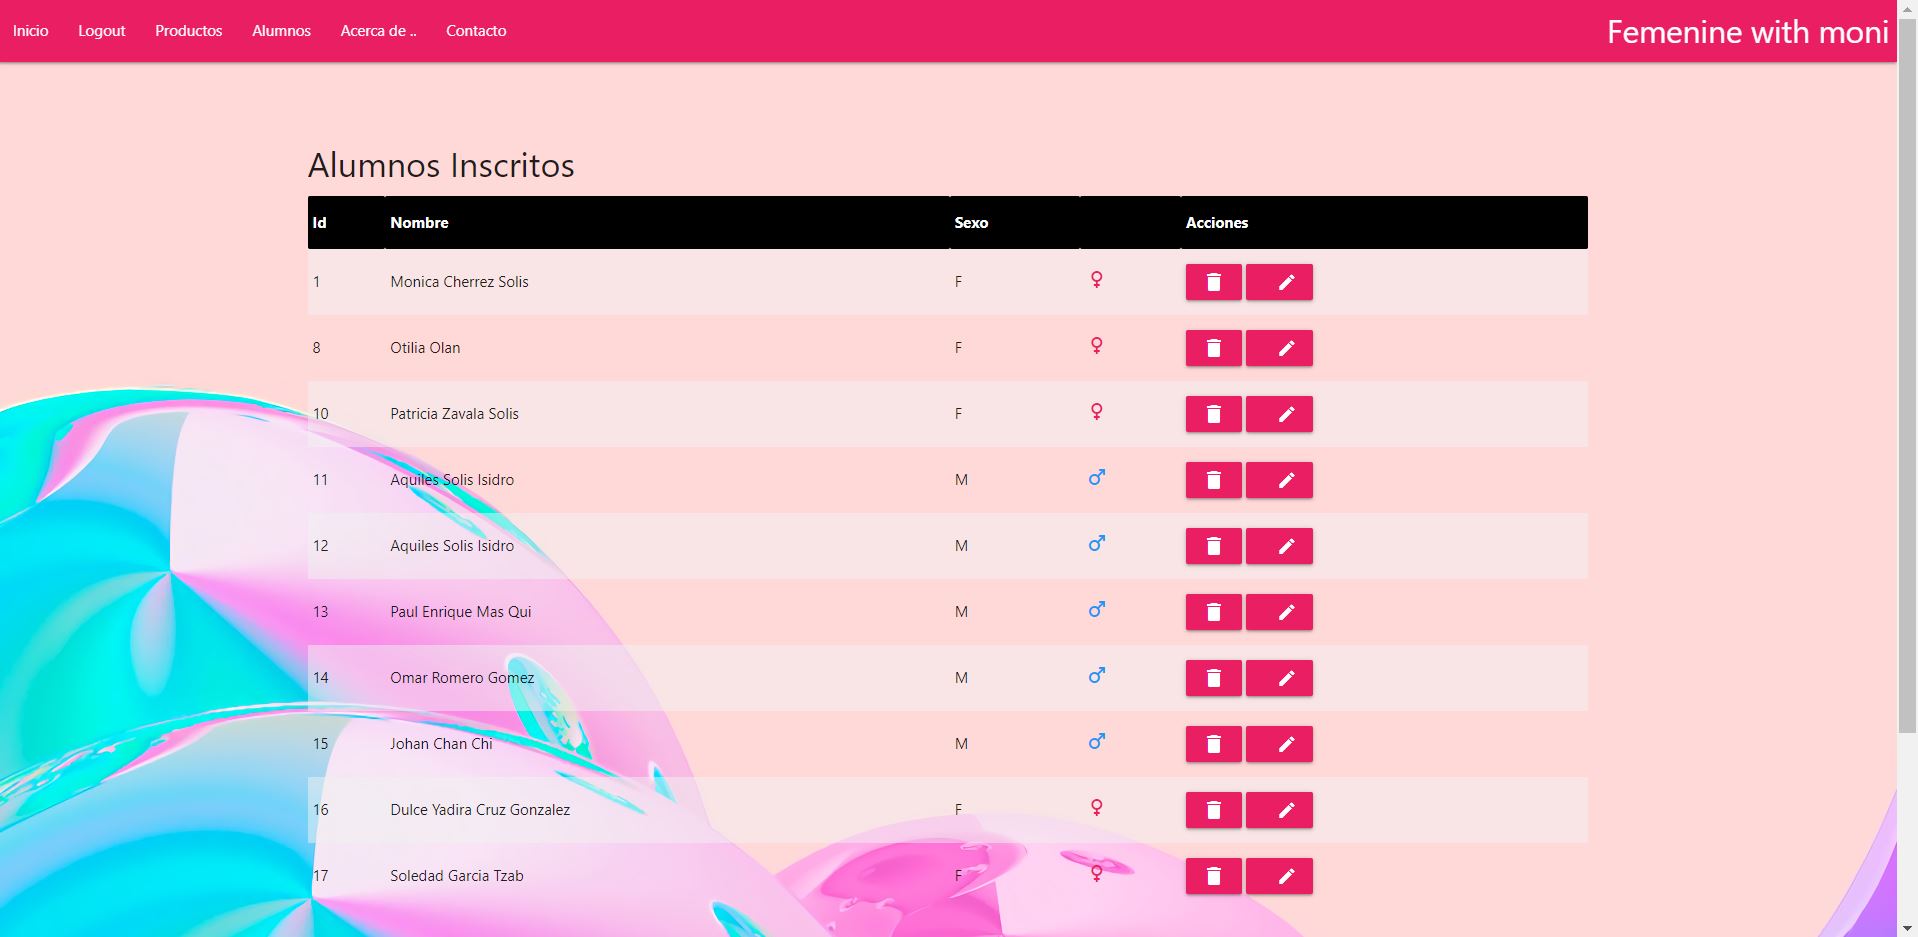 Inicio Logout Productos Alumnos Acerca de .. Contacto Femenine with moni
Alumnos Inscritos
Id Nombre Sexo Acciones
1 Monica Cherrez Solis F
8 Otilia Olan F
10 Patricia Zavala Solis F
11 Aquiles Solis Isidro M
12 Aquiles Solis Isidro M
13 Paul Enrique Mas Qui M
14 Omar Romero Gomez M
15 Johan Chan Chi M
16 Dulce Yadira Cruz Gonzalez F
17 Soledad Garcia Tzab F